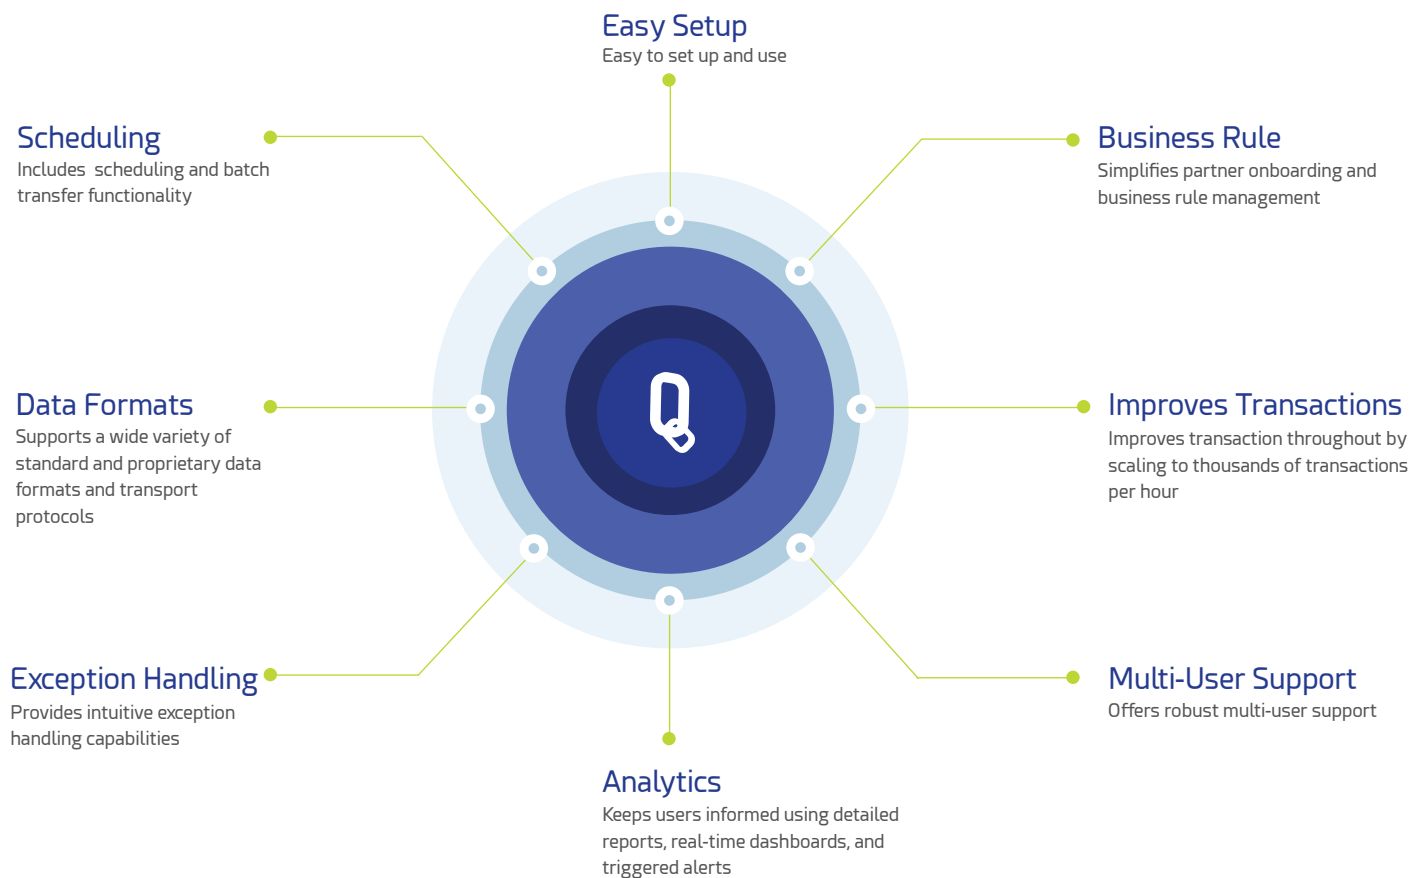 Easy Setup
Easy to set up and use
Scheduling
Includes  scheduling and batch
transfer functionality
Business Rule
Simplifies partner onboarding and
business rule management
Data Formats
Supports a wide variety of
standard and proprietary data
formats and transport
protocols
Improves Transactions
Improves transaction throughout by
scaling to thousands of transactions
per hour
Exception Handling
Provides intuitive exception
handling capabilities
Multi-User Support
Offers robust multi-user support
Analytics
Keeps users informed using detailed
reports, real-time dashboards, and
triggered alerts